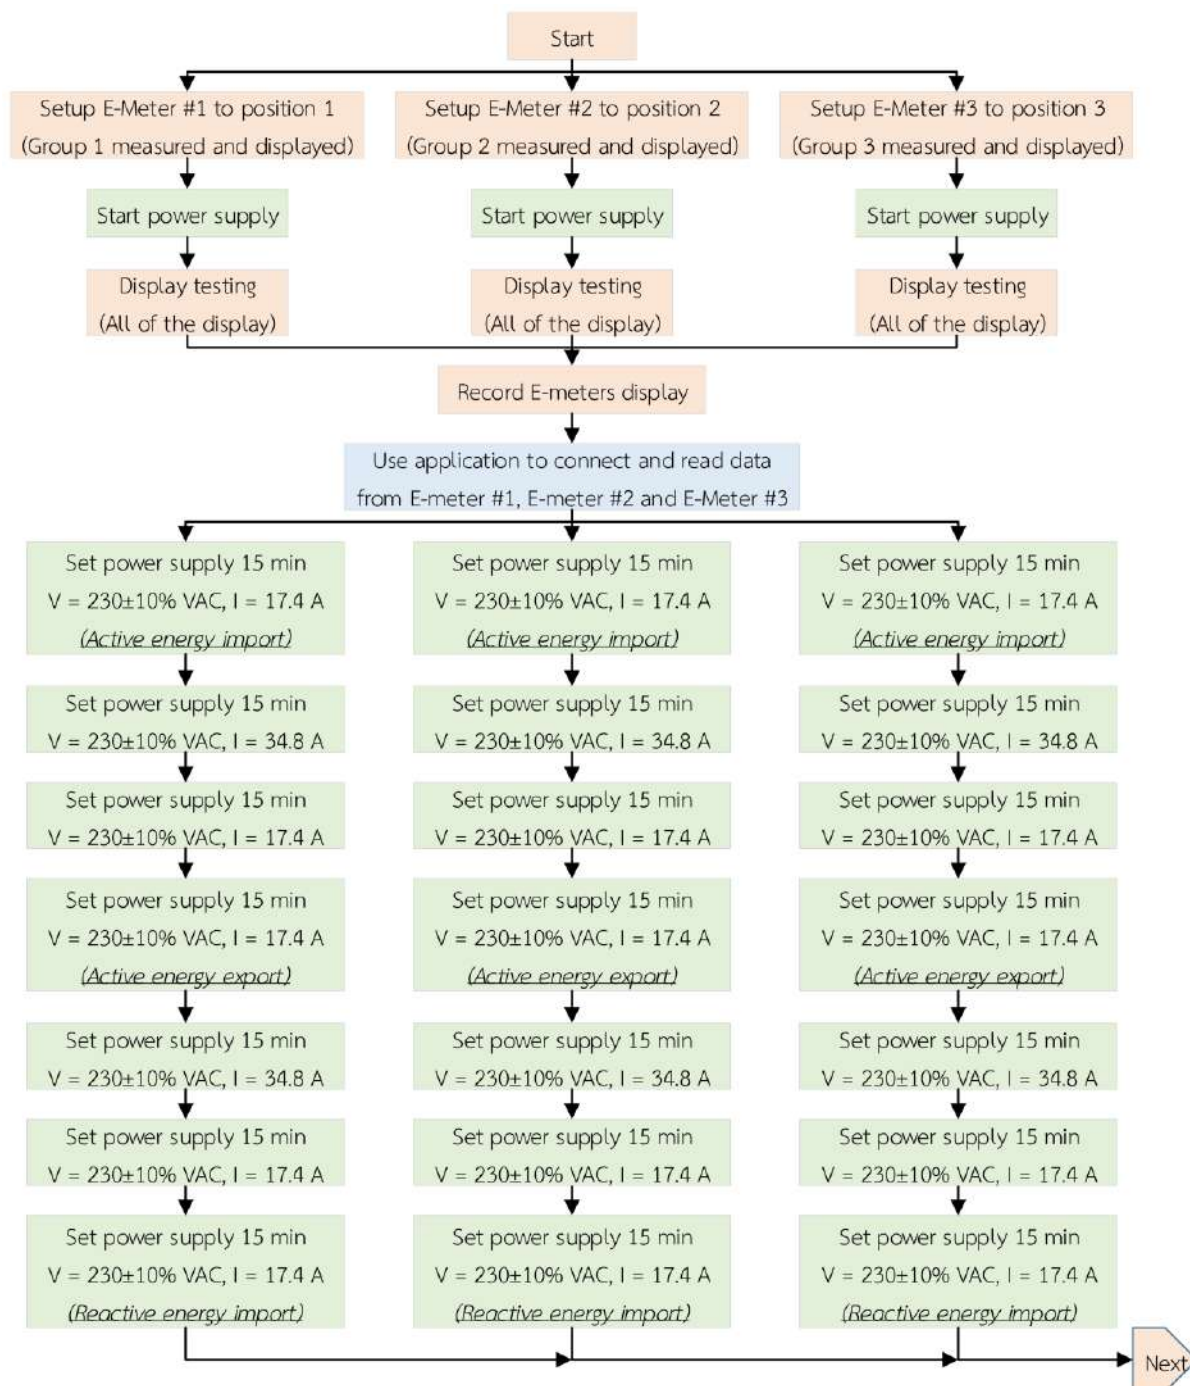 Start
Setup E-Meter #1 to position 1
(Group 1 measured and displayed)
Setup E-Meter #2 to position 2
(Group 2 measured and displayed)
Setup E-Meter #3 to position 3
(Group 3 measured and displayed)
Start power supply
Start power supply
Start power supply
Display testing
(All of the display)
Display testing
(All of the display)
Display testing
(All of the display)
Record E-meters display
Use application to connect and read data
from E-meter #1, E-meter #2 and E-Meter #3
Set power supply 15 min
V = 230±10% VAC, I = 17.4 A
(Active energy import)
Set power supply 15 min
V = 230±10% VAC, I = 17.4 A
(Active energy import)
Set power supply 15 min
V = 230±10% VAC, I = 17.4 A
(Active energy import)
Set power supply 15 min
V = 230±10% VAC, I = 34.8 A
Set power supply 15 min
V = 230±10% VAC, I = 34.8 A
Set power supply 15 min
V = 230±10% VAC, I = 34.8 A
Set power supply 15 min
V = 230±10% VAC, I = 17.4 A
Set power supply 15 min
V = 230±10% VAC, I = 17.4 A
Set power supply 15 min
V = 230±10% VAC, I = 17.4 A
Set power supply 15 min
V = 230±10% VAC, I = 17.4 A
(Active energy export)
Set power supply 15 min
V = 230±10% VAC, I = 17.4 A
(Active energy export)
Set power supply 15 min
V = 230±10% VAC, I = 17.4 A
(Active energy export)
Set power supply 15 min
V = 230±10% VAC, I = 34.8 A
Set power supply 15 min
V = 230±10% VAC, I = 34.8 A
Set power supply 15 min
V = 230±10% VAC, I = 34.8 A
Set power supply 15 min
V = 230±10% VAC, I = 17.4 A
Set power supply 15 min
V = 230±10% VAC, I = 17.4 A
Set power supply 15 min
V = 230±10% VAC, I = 17.4 A
Set power supply 15 min
V = 230±10% VAC, I = 17.4 A
(Reactive energy import)
Set power supply 15 min
V = 230±10% VAC, I = 17.4 A
(Reactive energy import)
Set power supply 15 min
V = 230±10% VAC, I = 17.4 A
(Reactive energy import)
Next